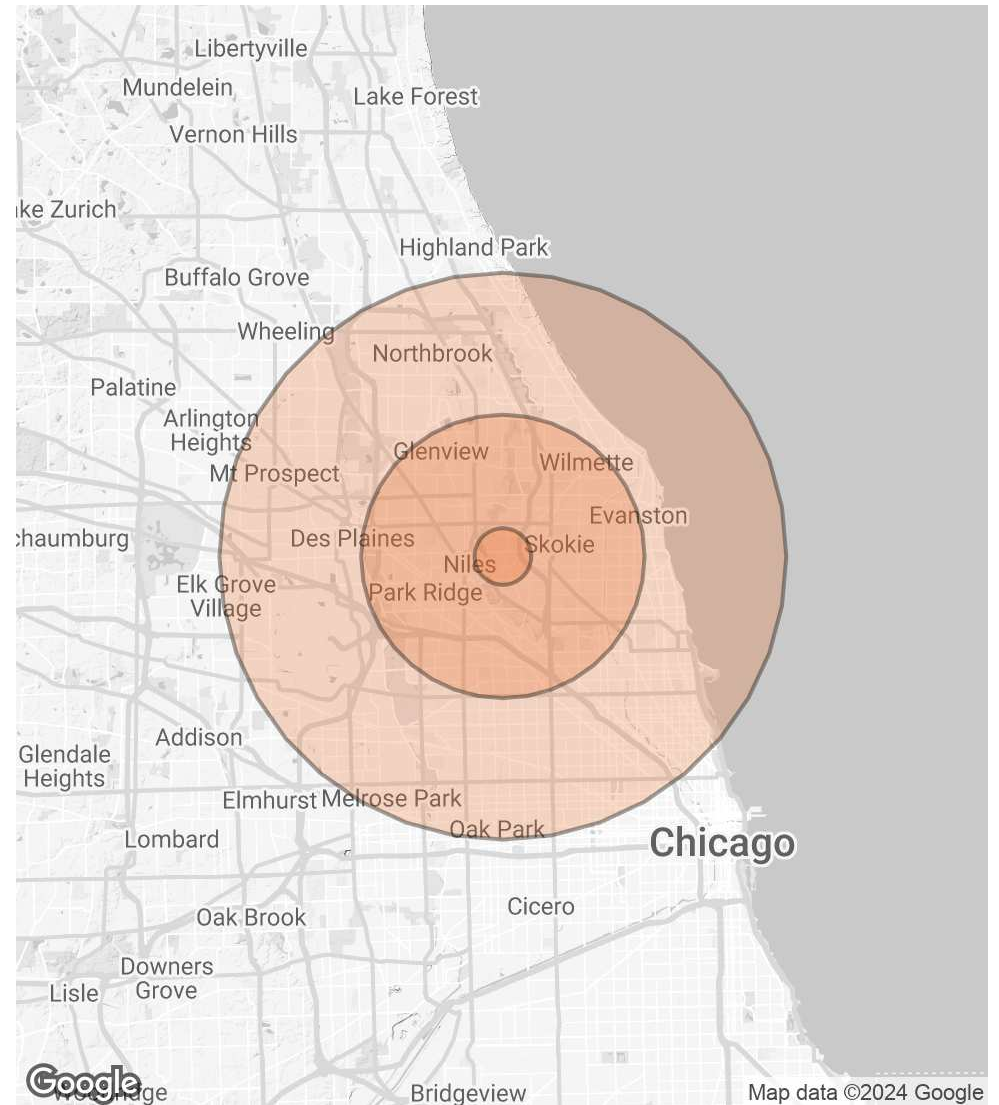 Libertyville
Mundelein
Lake Forest
Vernon Hills
ke Zurich
Highland Park
Buffalo Grove
Wheeling
Northbrook
Palatine
Arlington
Heights
Glenview
Wilmette
Mt Prospect
Evanston
chaumburg
Des Plaines
Skokie
Niles
Elk Grove
Village
Park Ridge
Addison
Glendale
Heights
Elmhurst
Melrose Park
Oak Park
Lombard
Chicago
Cicero
Oak Brook
Downers
Grove
Lisle
Google
Bridgeview
Map data ©2024 Google